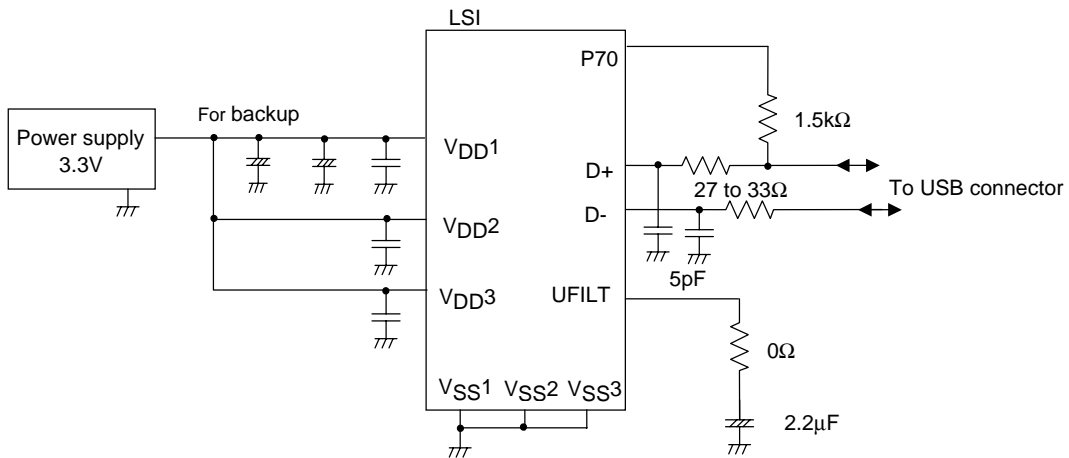 LSI
P70
For backup
Power supply
3.3V
VDD1
1.5kΩ
D+
27 to 33Ω
To USB connector
D-
VDD2
5pF
UFILT
VDD3
0Ω
VSS1 VSS2 VSS3
2.2μF